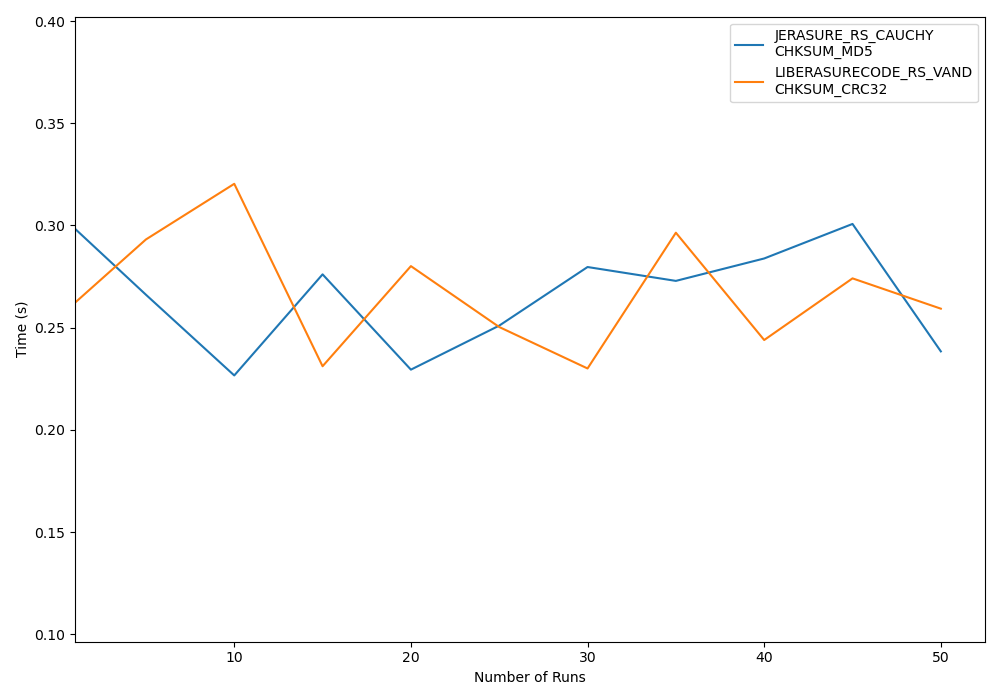 JERASURE_RS_CAUCHY
CHKSUM_MD5
LIBERASURECODE_RS_VAND
CHKSUM_CRC32
0.40
0.35
0.30
0.25
0.20
0.15
0.10
Time (s)
10 20 30 40 50
Number of Runs